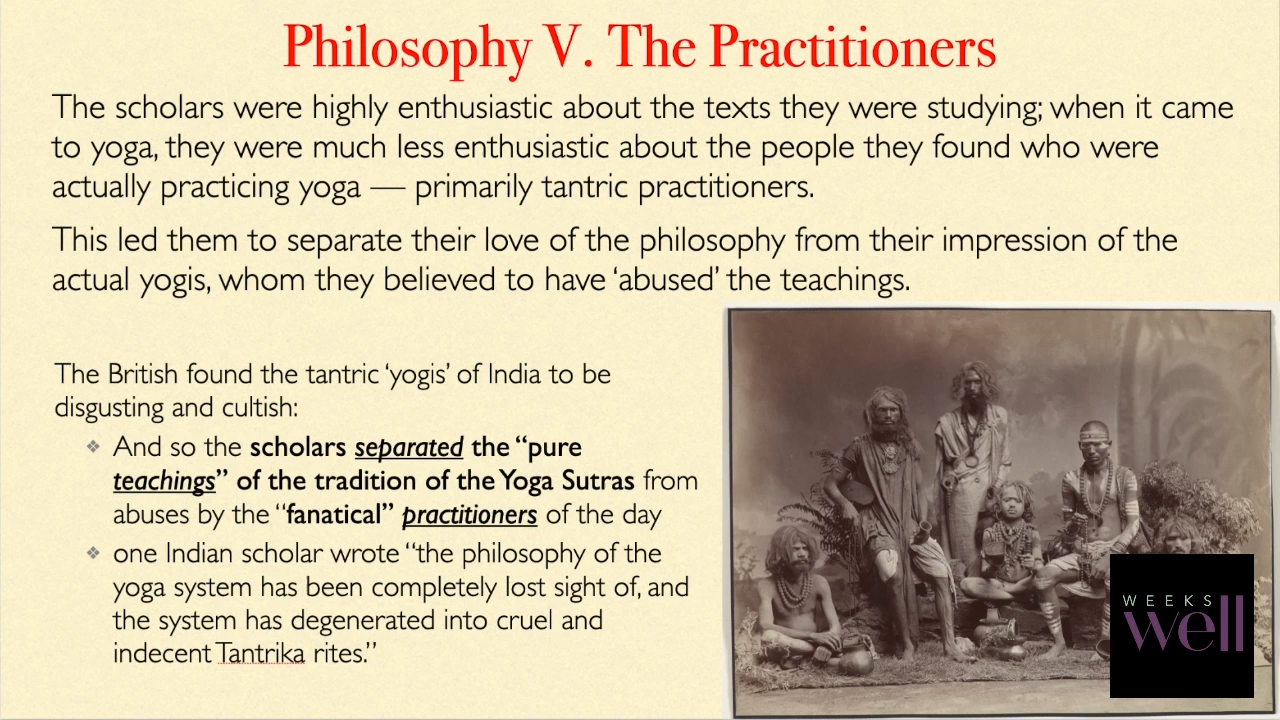 Philosophy V. The Practitioners
The scholars were highly enthusiastic about the texts they were studying; when it came
to yoga, they were much less enthusiastic about the people they found who were
actually practicing yoga — primarily tantric practitioners.
This led them to separate their love of the philosophy from their impression of the
actual yogis, whom they believed to have ‘abused’ the teachings.
The British found the tantric ‘yogis’ of India to be
disgusting and cultish:
❖ And so the scholars separated the “pure
teachings” of the tradition of the Yoga Sutras from
abuses by the “fanatical” practitioners of the day
❖ one Indian scholar wrote “the philosophy of the
yoga system has been completely lost sight of, and
the system has degenerated into cruel and
indecent Tantrika rites.”
WEEKS
well